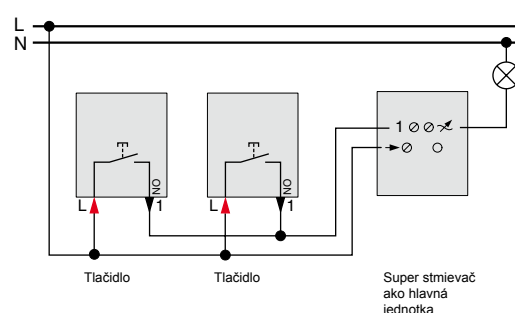 L
N
1
NO
L
1
NO
L
1
Tlačidlo
Tlačidlo
Super stmievač
ako hlavná
jednotka